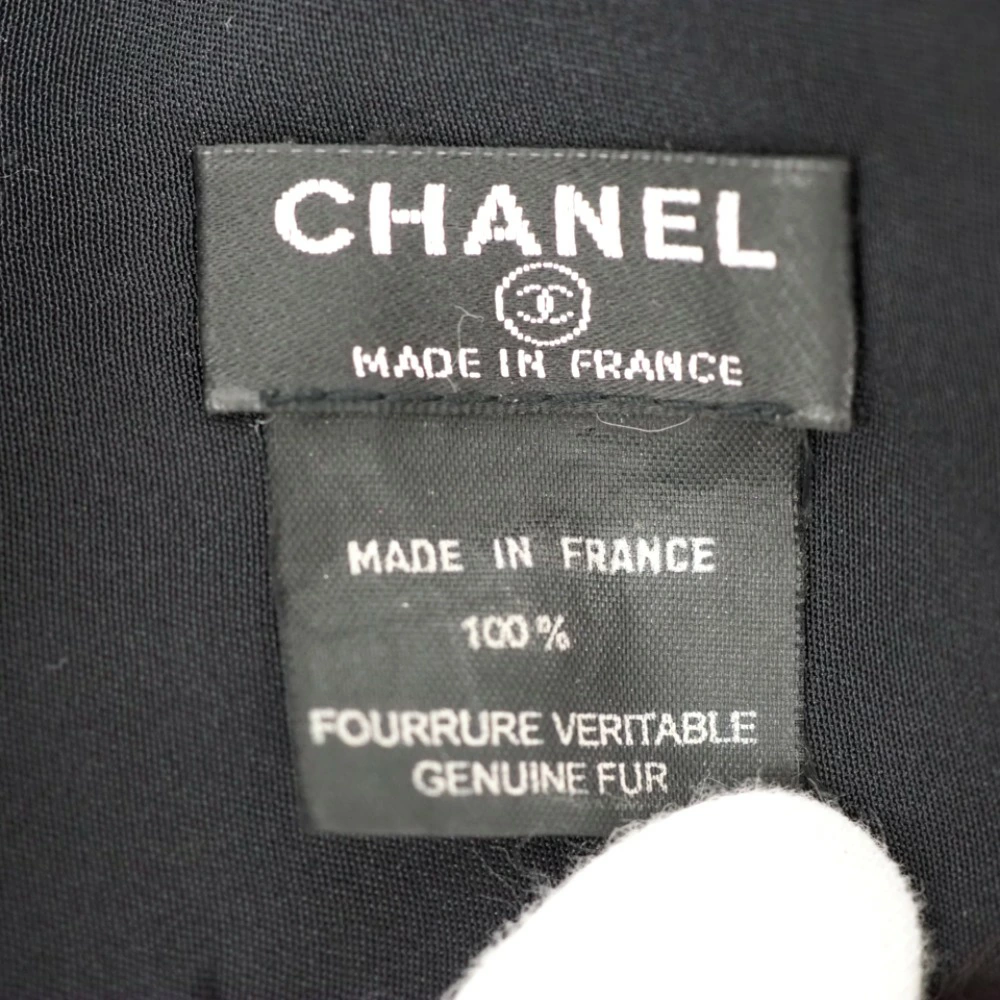 CHANEL
MADE IN FRANCE
MADE IN FRANCE
100%
FOURRURE VERITABLE
GENUINE FUR